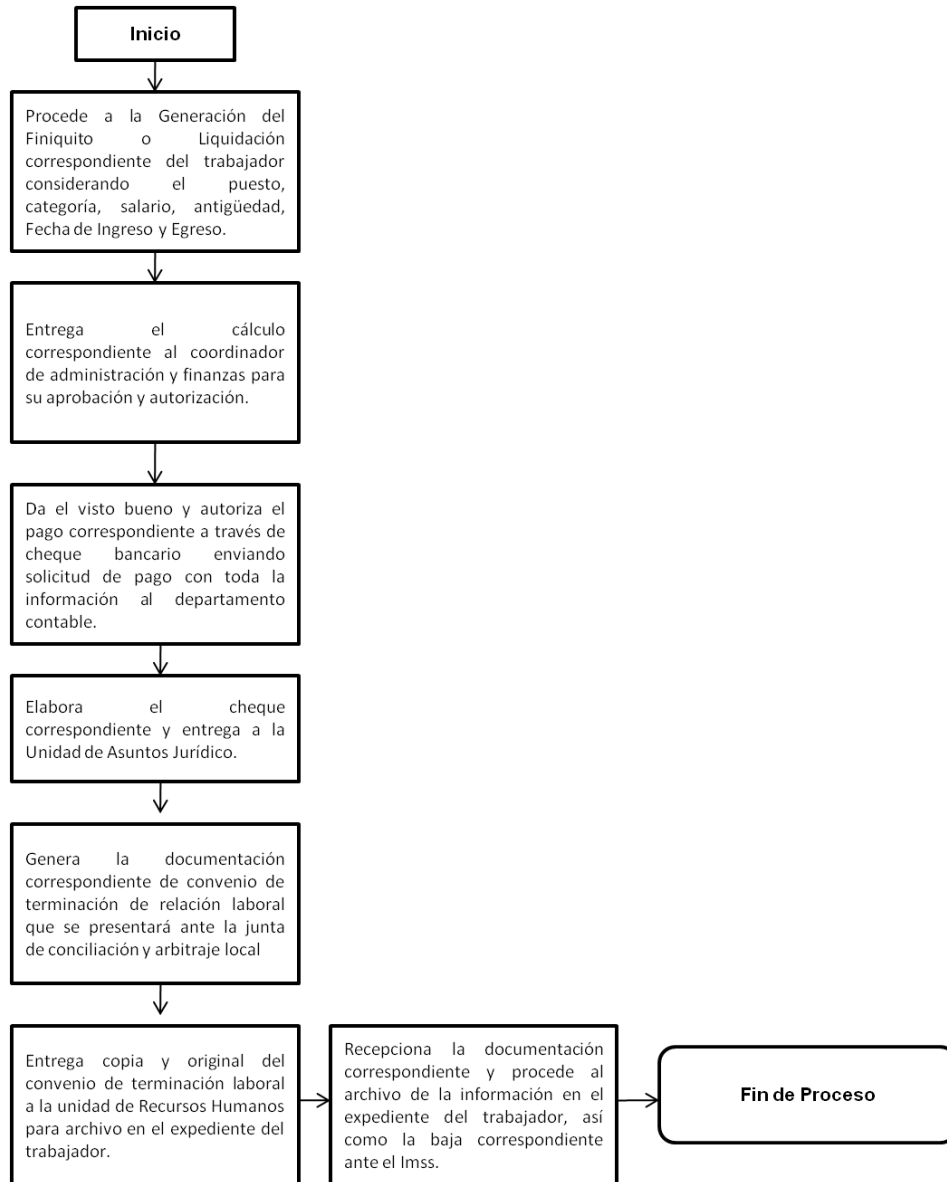 Inicio
Procede a la Generación del
Finiquito o Liquidación
correspondiente del trabajador
considerando el puesto,
categoría, salario, antigüedad,
Fecha de Ingreso y Egreso.
Entrega el cálculo
correspondiente al coordinador
de administración y finanzas para
su aprobación y autorización.
Da el visto bueno y autoriza el
pago correspondiente a través de
cheque bancario enviando
solicitud de pago con toda la
información al departamento
contable.
Elabora el cheque
correspondiente y entrega a la
Unidad de Asuntos Jurídico.
Genera la documentación
correspondiente de convenio de
terminación de relación laboral
que se presentará ante la junta
de conciliación y arbitraje local
Entrega copia y original del
convenio de terminación laboral
a la unidad de Recursos Humanos
para archivo en el expediente del
trabajador.
Recepciona la documentación
correspondiente y procede al
archivo de la información en el
expediente del trabajador, así
como la baja correspondiente
ante el Imss.
Fin de Proceso